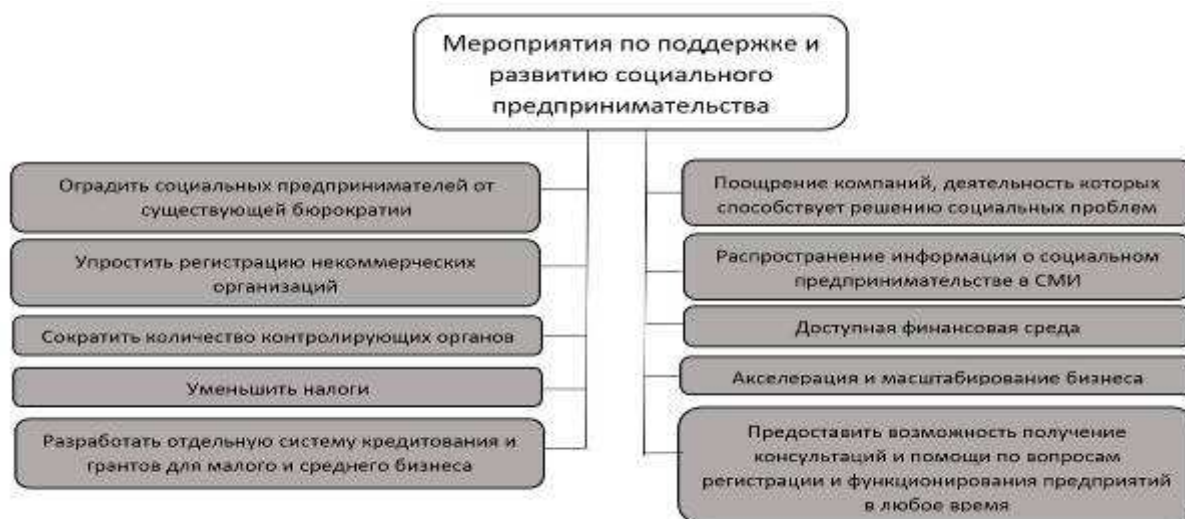 Мероприятия по поддержке и
развитию социального
предпринимательства
Оградить социальных предпринимателей от
существующей бюрократии
Упростить регистрацию некоммерческих
организаций
Сократить количество контролирующих органов
Уменьшить налоги
Разработать отдельную систему кредитования и
грантов для малого и среднего бизнеса
Поощрение компаний, деятельность которых
способствует решению социальных проблем
Распространение информации о социальном
предпринимательстве в СМИ
Доступная финансовая среда
Акселерация и масштабирование бизнеса
Предоставить возможность получение
консультаций и помощи по вопросам
регистрации и функционирования предприятий
в любое время